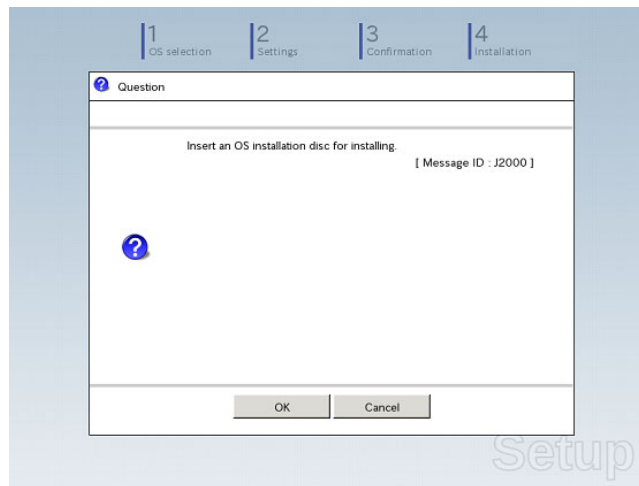 1
OS selection
2
Settings
3
Confirmation
4
Installation
Question
Insert an OS installation disc for installing.
[ Message ID : J2000 ]
OK
Cancel
Setup